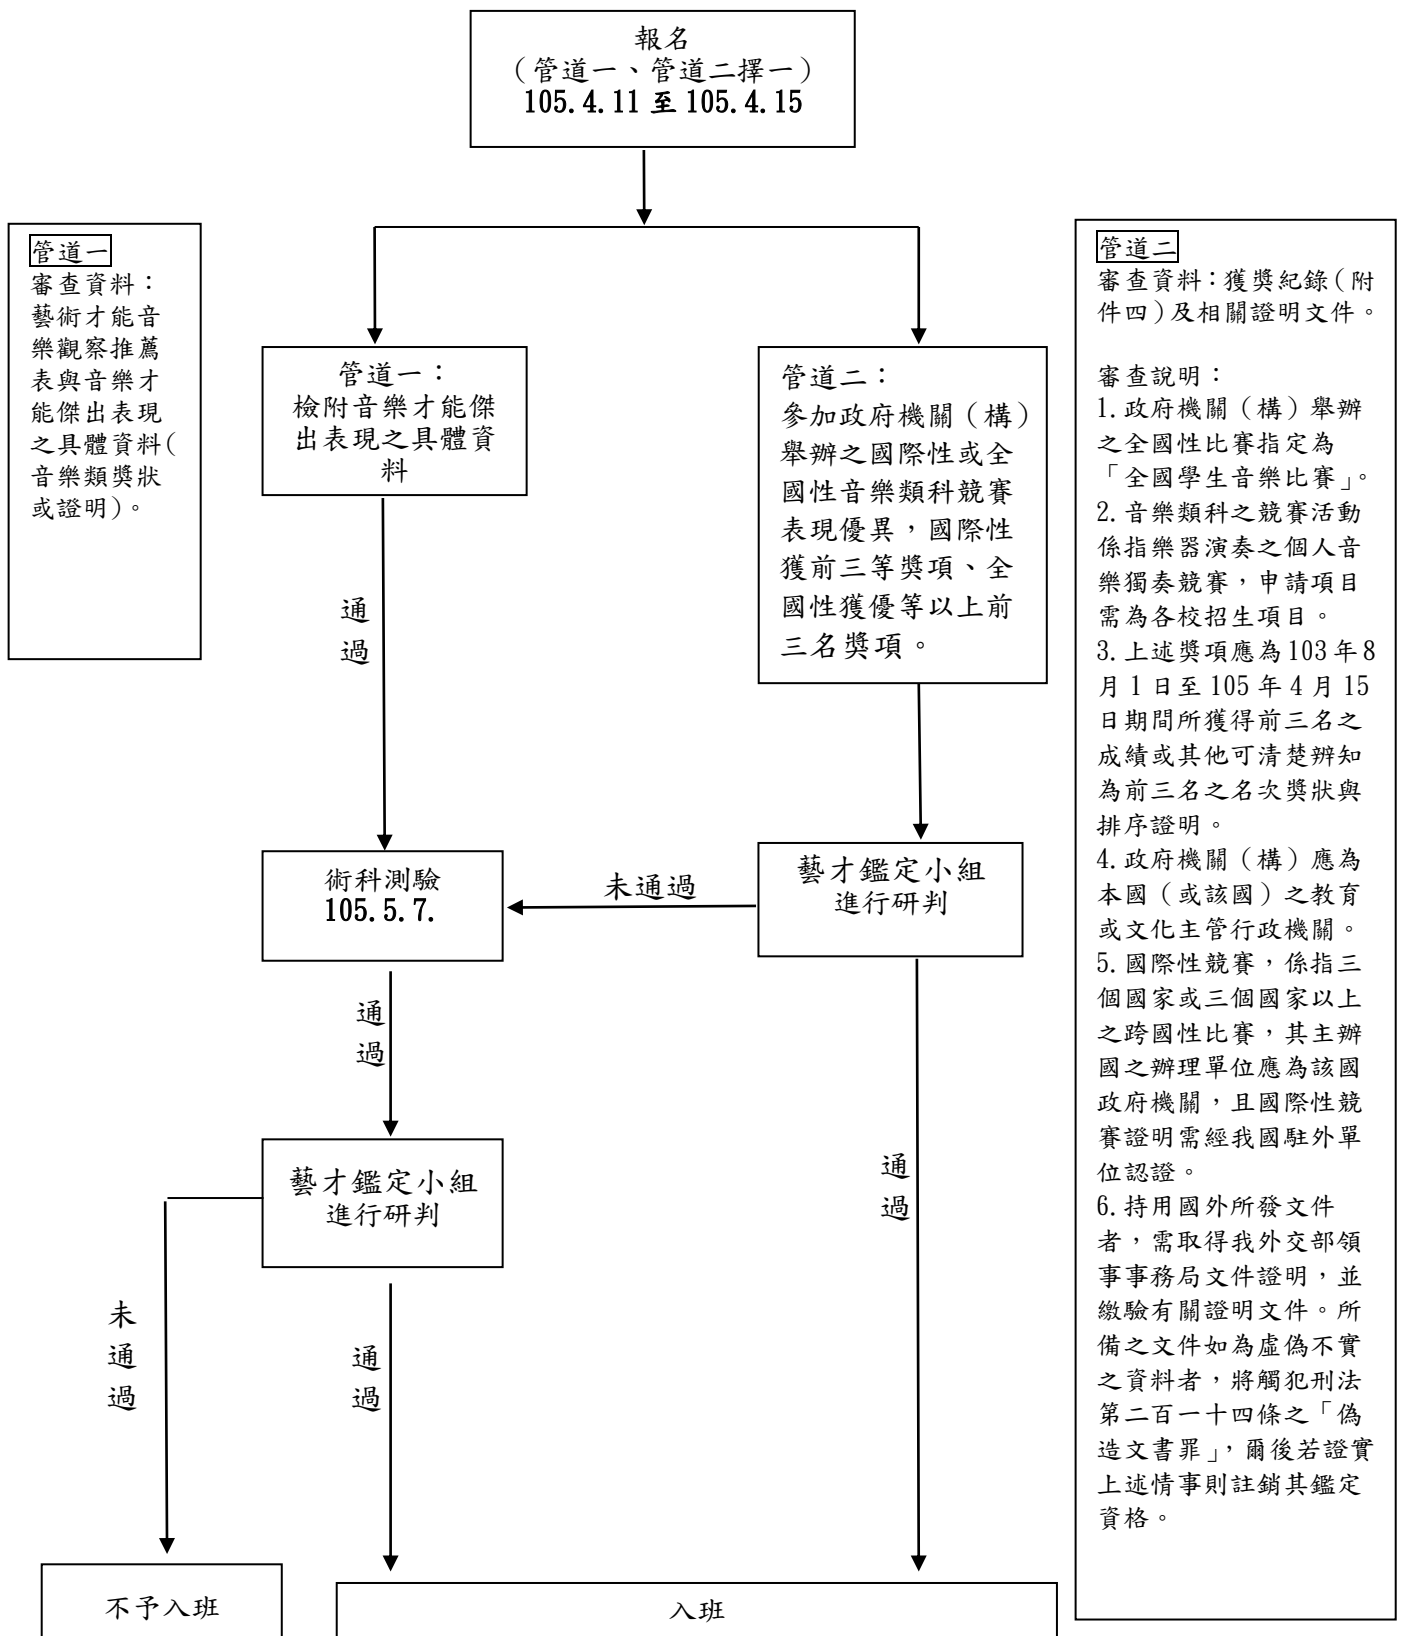 報名
（管道一、管道二擇一）
105.4.11 至 105.4.15
管道一
審查資料：
藝術才能音
樂觀察推薦
表與音樂才
能傑出表現
之具體資料(
音樂類獎狀
或證明)。
管道一：
檢附音樂才能傑
出表現之具體資
料
管道二：
參加政府機關（構）
舉辦之國際性或全
國性音樂類科競賽
表現優異，國際性
獲前三等獎項、全
國性獲優等以上前
三名獎項。
管道二
審查資料：獲獎紀錄（附
件四）及相關證明文件。
審查說明：
1.政府機關（構）舉辦
之全國性比賽指定為
「全國學生音樂比賽」。
2.音樂類科之競賽活動
係指樂器演奏之個人音
樂獨奏競賽，申請項目
需為各校招生項目。
3.上述獎項應為 103 年 8
月 1 日至 105 年 4 月 15
日期間所獲得前三名之
成績或其他可清楚辨知
為前三名之名次獎狀與
排序證明。
4.政府機關（構）應為
本國（或該國）之教育
或文化主管行政機關。
5.國際性競賽，係指三
個國家或三個國家以上
之跨國性比賽，其主辦
國之辦理單位應為該國
政府機關，且國際性競
賽證明需經我國駐外單
位認證。
6.持用國外所發文件
者，需取得我外交部領
事事務局文件證明，並
繳驗有關證明文件。所
備之文件如為虛偽不實
之資料者，將觸犯刑法
第二百一十四條之「偽
造文書罪」，爾後若證實
上述情事則註銷其鑑定
資格。
通
過
術科測驗
105.5.7.
未通過
藝才鑑定小組
進行研判
通
過
藝才鑑定小組
進行研判
通
過
未
通
過
通
過
不予入班
入班